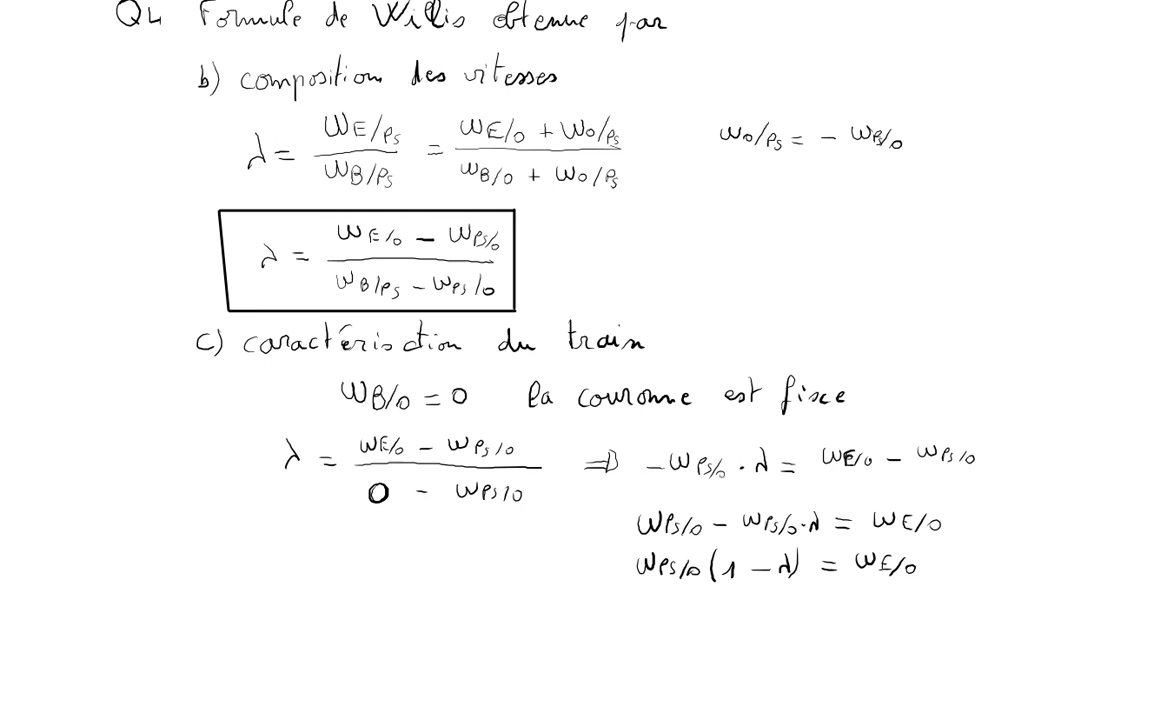 Q4 Formule de Willis obtenue par
b) composition des vitesses
λ = ωE/Ps / ωB/Ps = (ωE/0 + ω0/Ps) / (ωB/0 + ω0/Ps) ω0/Ps = - ωPs/0
λ = (ωE/0 - ωPs/0) / (ωB/Ps - ωPs/0)
c) caractérisation du train
ωB/0 = 0 la couronne est fixe
λ = (ωE/0 - ωPs/0) / (0 - ωPs/0) ⇒ -ωPs/0 . λ = ωE/0 - ωPs/0
ωPs/0 - ωPs/0.λ = ωE/0
ωPs/0 (1 - λ) = ωE/0